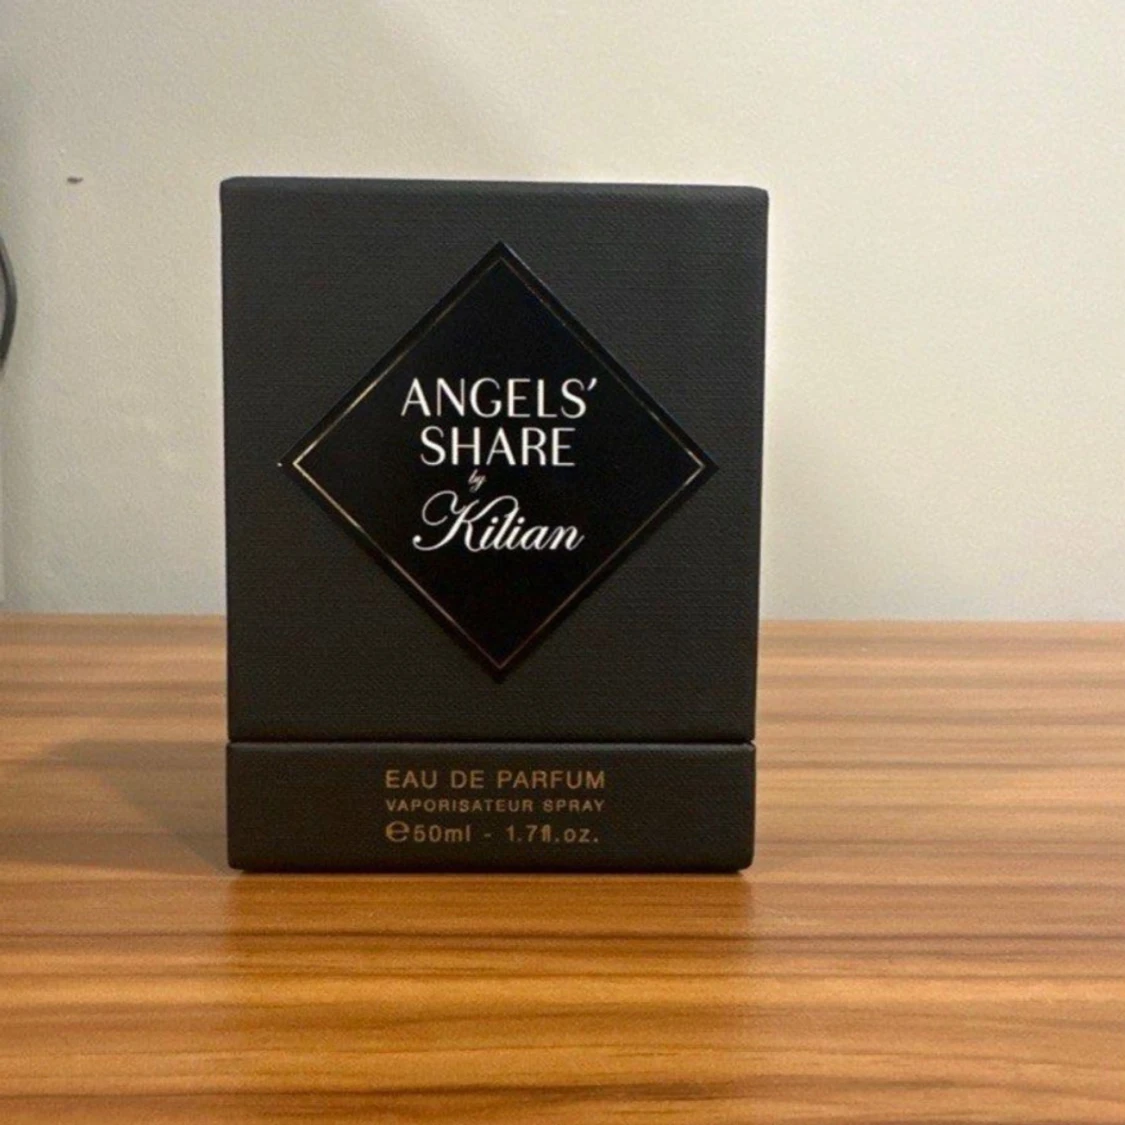 ANGELS’
SHARE
by
Kilian
EAU DE PARFUM
VAPORISATEUR SPRAY
℮50ml - 1.7fl.oz.